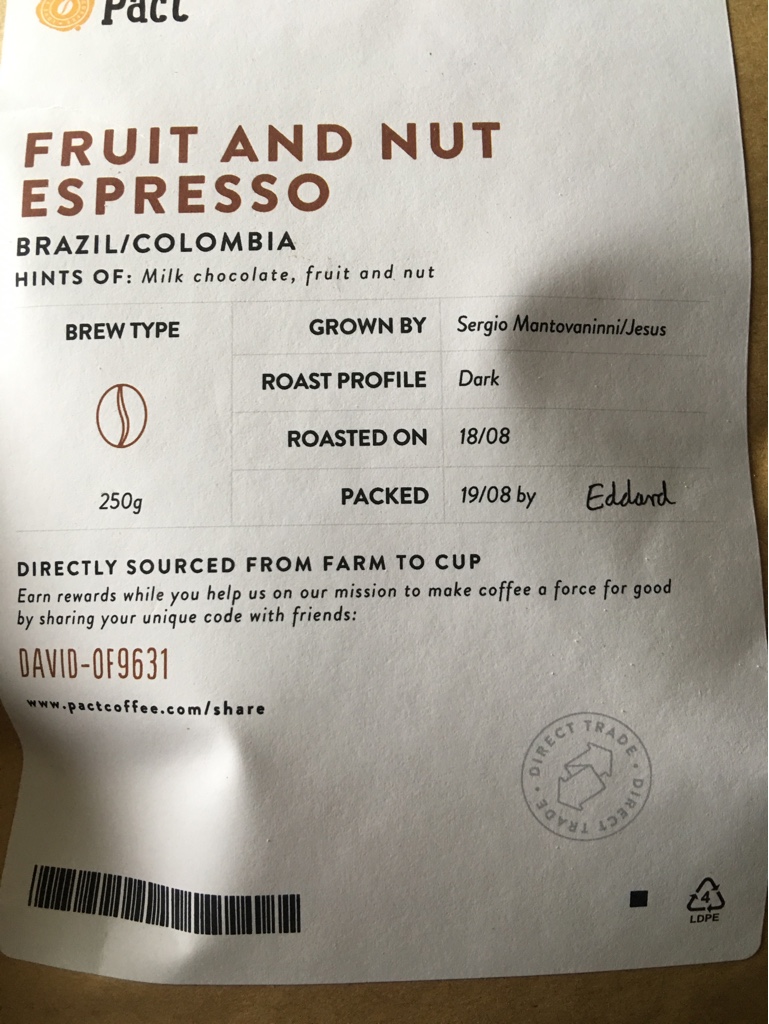 Pact
FRUIT AND NUT
ESPRESSO
BRAZIL/COLOMBIA
HINTS OF: Milk chocolate, fruit and nut
BREW TYPE
250g
GROWN BY Sergio Mantovaninni/Jesus
ROAST PROFILE Dark
ROASTED ON 18/08
PACKED 19/08 by Eddard
DIRECTLY SOURCED FROM FARM TO CUP
Earn rewards while you help us on our mission to make coffee a force for good
by sharing your unique code with friends:
DAVID-0F9631
www.pactcoffee.com/share
DIRECT TRADE • DIRECT TRADE •
4
LDPE